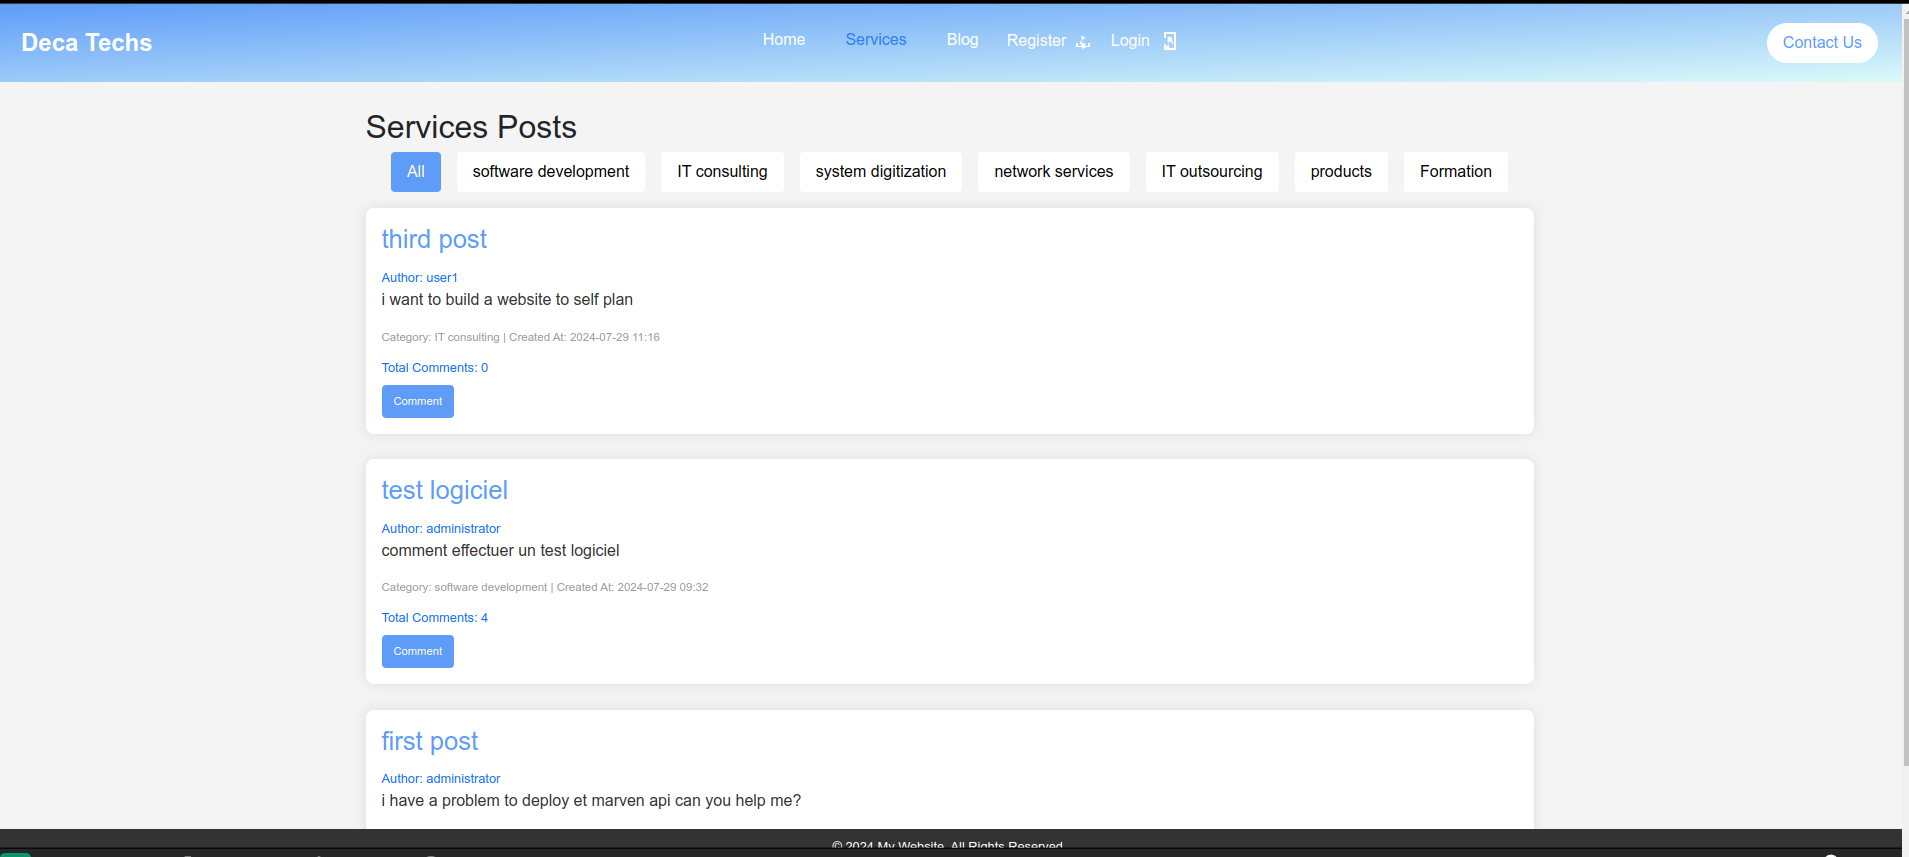 Deca Techs Home Services Blog Register Login Contact Us
Services Posts
All software development IT consulting system digitization network services IT outsourcing products Formation
third post
Author: user1
i want to build a website to self plan
Category: IT consulting | Created At: 2024-07-29 11:16
Total Comments: 0
Comment
test logiciel
Author: administrator
comment effectuer un test logiciel
Category: software development | Created At: 2024-07-29 09:32
Total Comments: 4
Comment
first post
Author: administrator
i have a problem to deploy et marven api can you help me?
© 2024 My Website. All Rights Reserved.